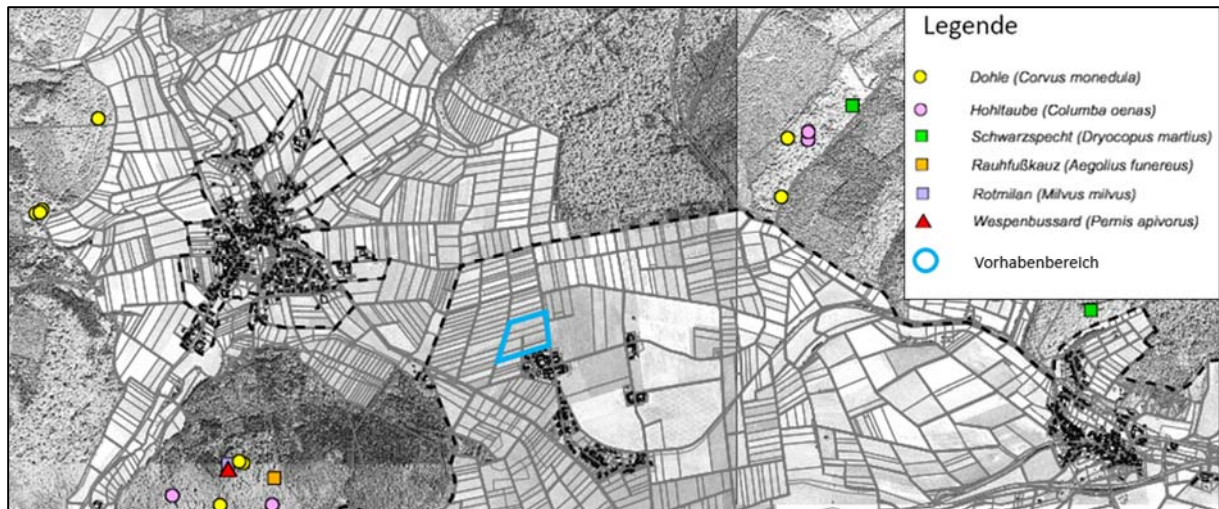 Legende
Dohle (Corvus monedula)
Hohltaube (Columba oenas)
Schwarzspecht (Dryocopus martius)
Rauhfußkauz (Aegolius funereus)
Rotmilan (Milvus milvus)
Wespenbussard (Pernis apivorus)
Vorhabenbereich